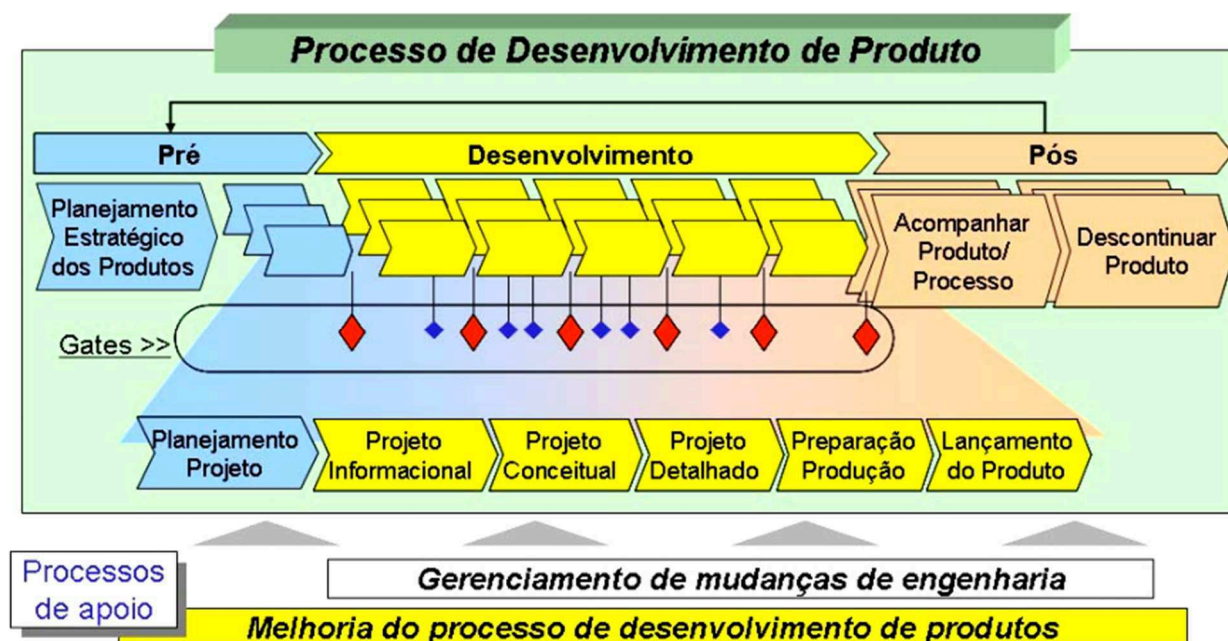 Processo de Desenvolvimento de Produto
Pré
Desenvolvimento
Pós
Planejamento
Estratégico
dos Produtos
Acompanhar
Produto/
Processo
Descontinuar
Produto
Gates >>
Planejamento
Projeto
Projeto
Informacional
Projeto
Conceitual
Projeto
Detalhado
Preparação
Produção
Lançamento
do Produto
Processos
de apoio
Gerenciamento de mudanças de engenharia
Melhoria do processo de desenvolvimento de produtos